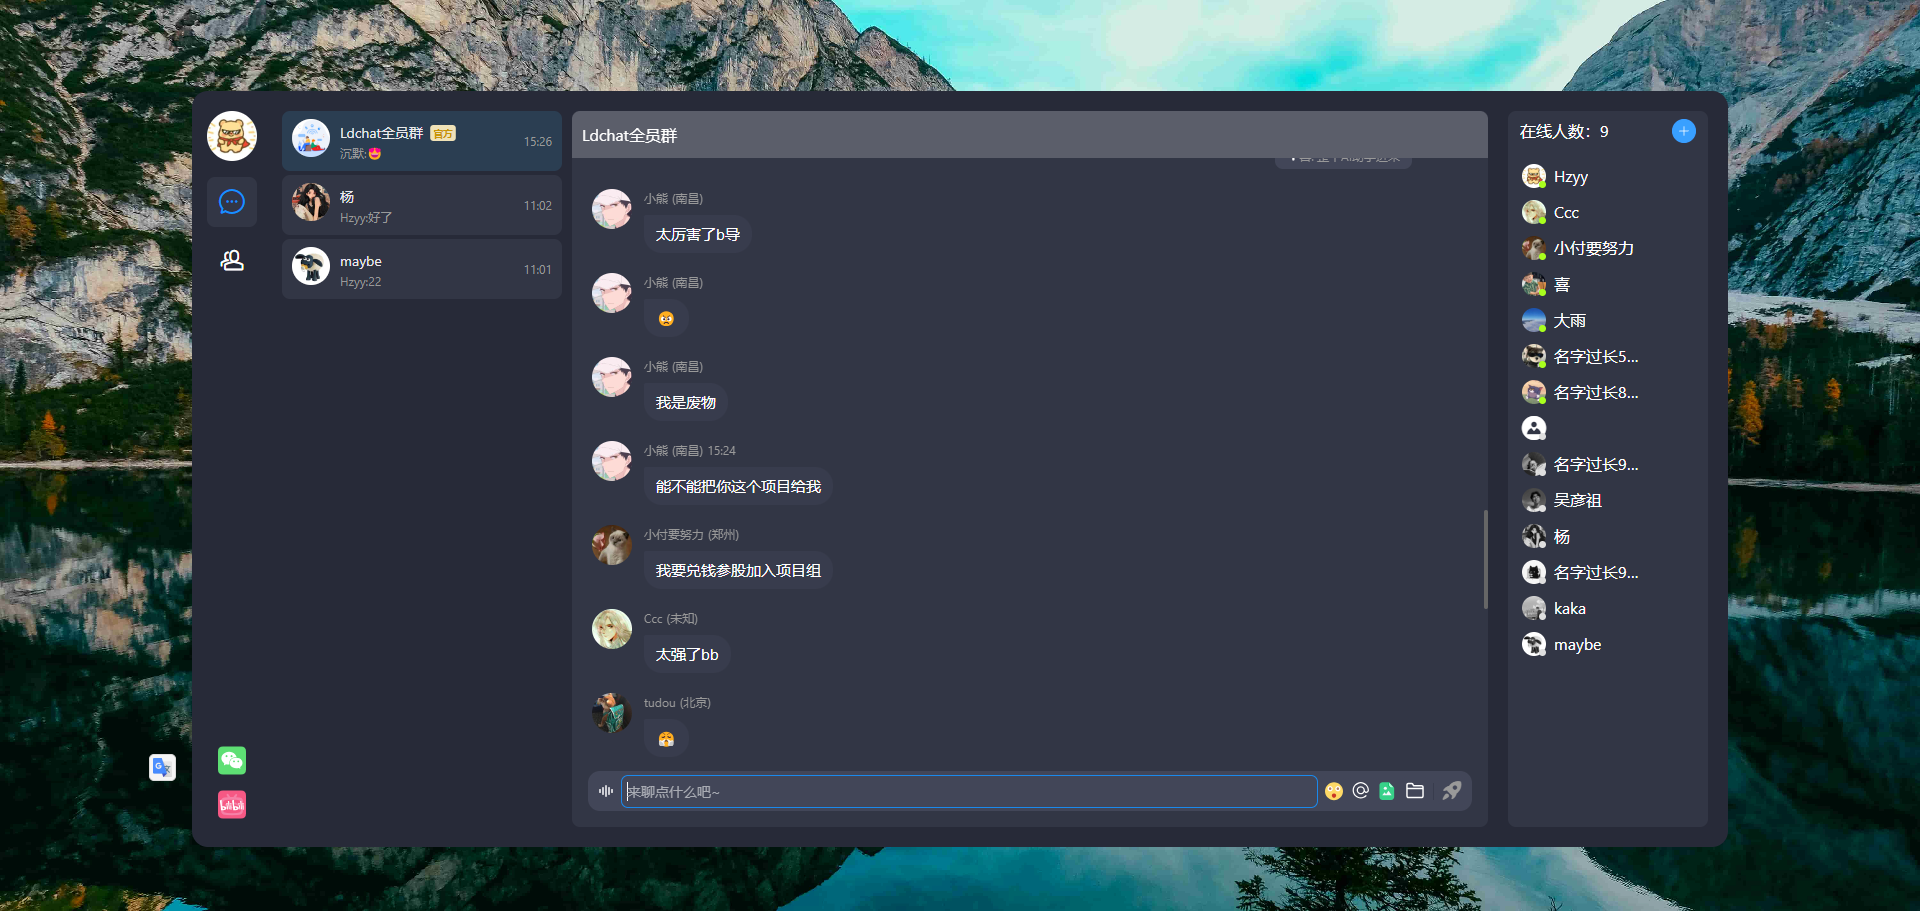 Ldchat全员群 官方
15:26
沉默:😍
杨
11:02
Hzyy:好了
maybe
11:01
Hzyy:22
bilibili
Ldchat全员群
小熊 (南昌)
太厉害了b导
小熊 (南昌)
😡
小熊 (南昌)
我是废物
小熊 (南昌) 15:24
能不能把你这个项目给我
小付要努力 (郑州)
我要兑钱参股加入项目组
Ccc (未知)
太强了bb
tudou (北京)
😤
来聊点什么吧~
在线人数：9
Hzyy
Ccc
小付要努力
喜
大雨
名字过长5...
名字过长8...
名字过长9...
吴彦祖
杨
名字过长9...
kaka
maybe